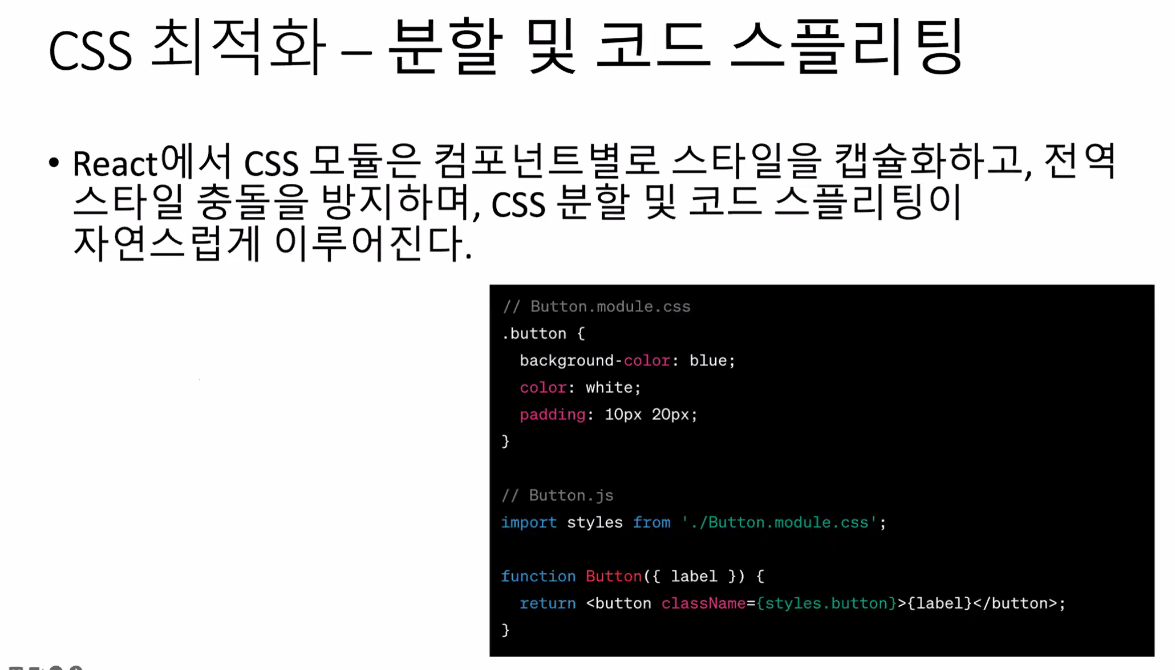 CSS 최적화 – 분할 및 코드 스플리팅
• React에서 CSS 모듈은 컴포넌트별로 스타일을 캡슐화하고, 전역
스타일 충돌을 방지하며, CSS 분할 및 코드 스플리팅이
자연스럽게 이루어진다.
// Button.module.css
.button {
  background-color: blue;
  color: white;
  padding: 10px 20px;
}
// Button.js
import styles from './Button.module.css';
function Button({ label }) {
  return <button className={styles.button}>{label}</button>;
}